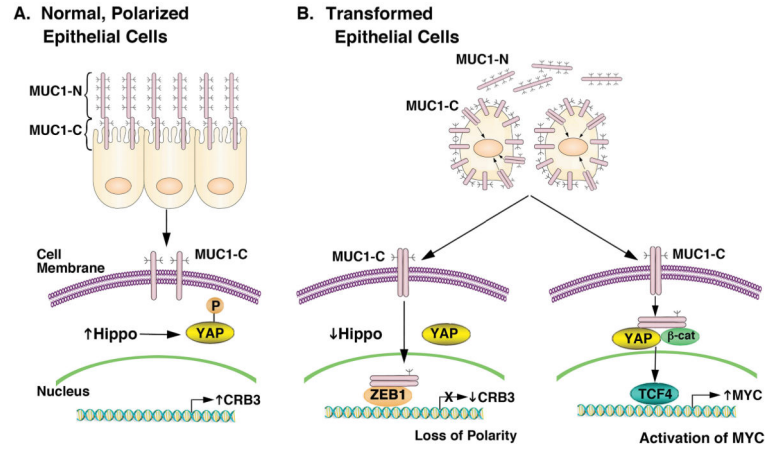 A. Normal, Polarized
Epithelial Cells
MUC1-N
MUC1-C
Cell
Membrane
MUC1-C
P
↑Hippo
YAP
Nucleus
↑CRB3
B. Transformed
Epithelial Cells
MUC1-N
MUC1-C
MUC1-C
↓Hippo
YAP
ZEB1
X
↓CRB3
Loss of Polarity
MUC1-C
YAP
β-cat
TCF4
↑MYC
Activation of MYC